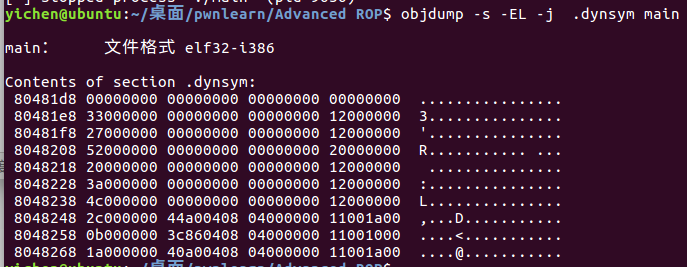 yichen@ubuntu:~/桌面/pwnlearn/Advanced ROP$ objdump -s -EL -j  .dynsym main

main：     文件格式 elf32-i386

Contents of section .dynsym:
 80481d8 00000000 00000000 00000000 00000000  ................
 80481e8 33000000 00000000 00000000 12000000  3...............
 80481f8 27000000 00000000 00000000 12000000  '...............
 8048208 52000000 00000000 00000000 20000000  R........... ...
 8048218 20000000 00000000 00000000 12000000   ...............
 8048228 3a000000 00000000 00000000 12000000  :...............
 8048238 4c000000 00000000 00000000 12000000  L...............
 8048248 2c000000 44a00408 04000000 11001a00  ,...D...........
 8048258 0b000000 3c860408 04000000 11001000  ....<...........
 8048268 1a000000 40a00408 04000000 11001a00  ....@...........